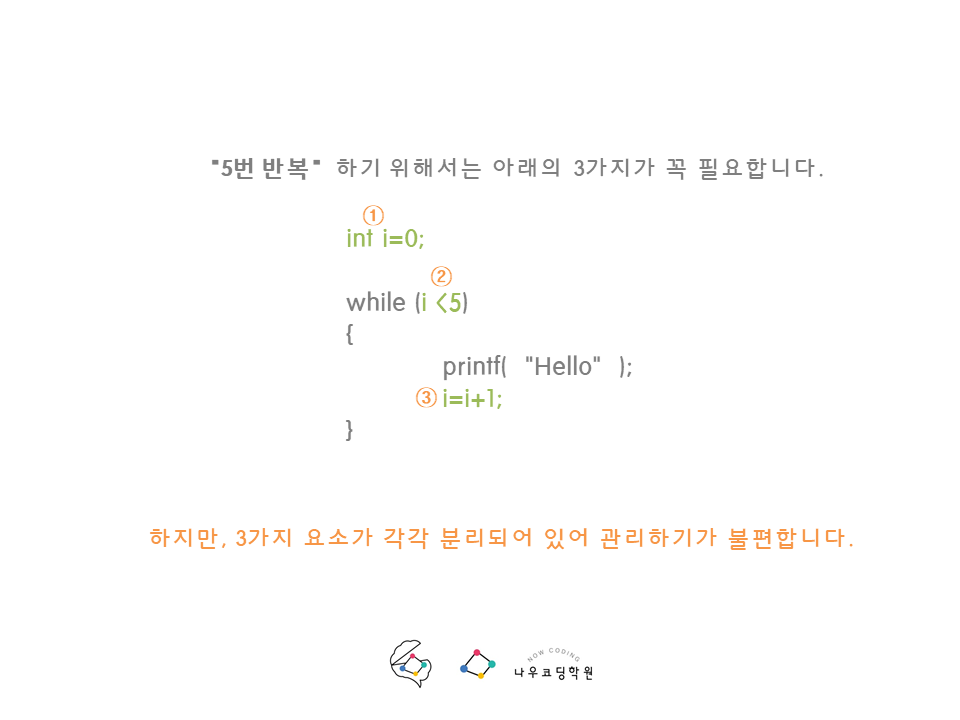 "5번 반복" 하기 위해서는 아래의 3가지가 꼭 필요합니다.
①
int i=0;
②
while (i <5)
{
printf( "Hello" );
③ i=i+1;
}
하지만, 3가지 요소가 각각 분리되어 있어 관리하기가 불편합니다.
NOW CODING
나우코딩학원